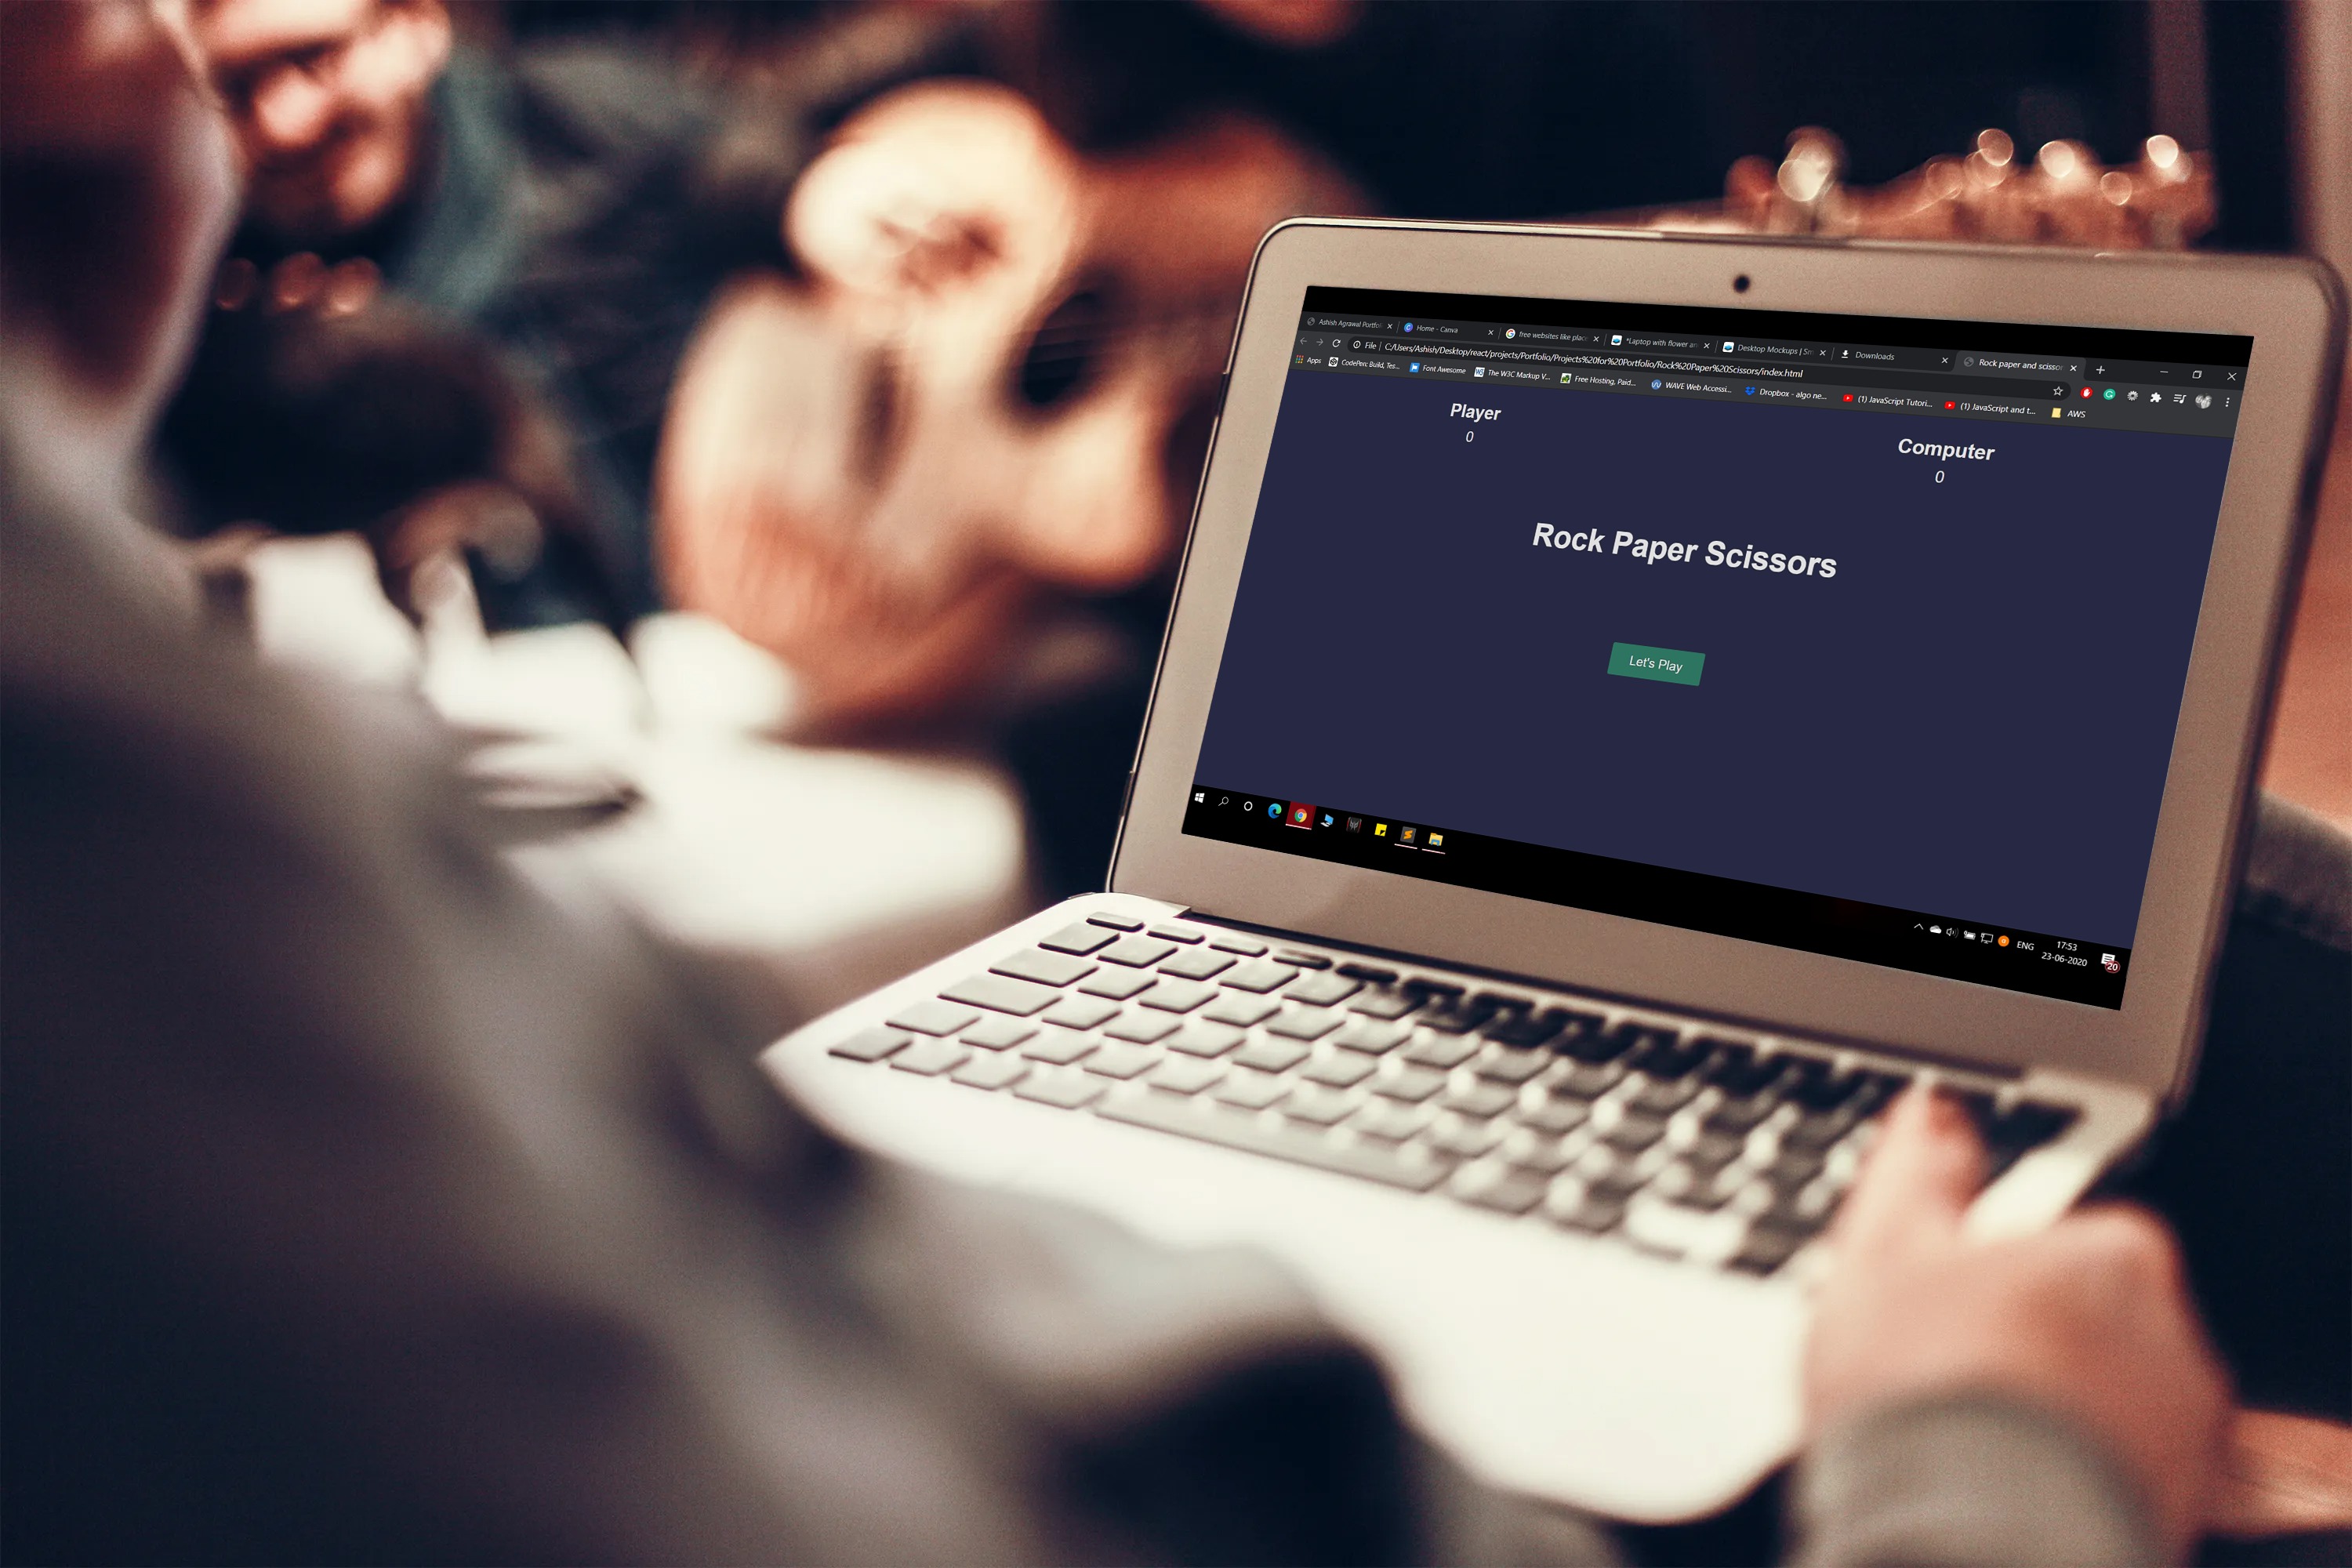 Ashish Agrawal Portfo
Home - Canva
free websites like plac
*Laptop with flower an
Desktop Mockups | Sm
Downloads
Rock paper and scissor
File | C:/Users/Ashish/Desktop/react/projects/Portfolio/Projects%20for%20Portfolio/Rock%20Paper%20Scissors/index.html
Apps
CodePen: Build, Tes...
Font Awesome
The W3C Markup V...
Free Hosting, Paid...
WAVE Web Accessi...
Dropbox - algo ne...
(1) JavaScript Tutori...
(1) JavaScript and t...
AWS
Player
0
Computer
0
Rock Paper Scissors
Let's Play
ENG
17:53
23-06-2020
20